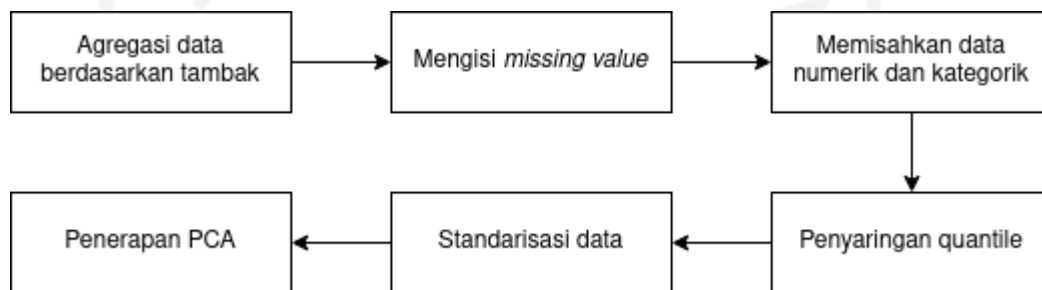 Agregasi data
berdasarkan tambak
Mengisi missing value
Memisahkan data
numerik dan kategorik
Penyaringan quantile
Standarisasi data
Penerapan PCA